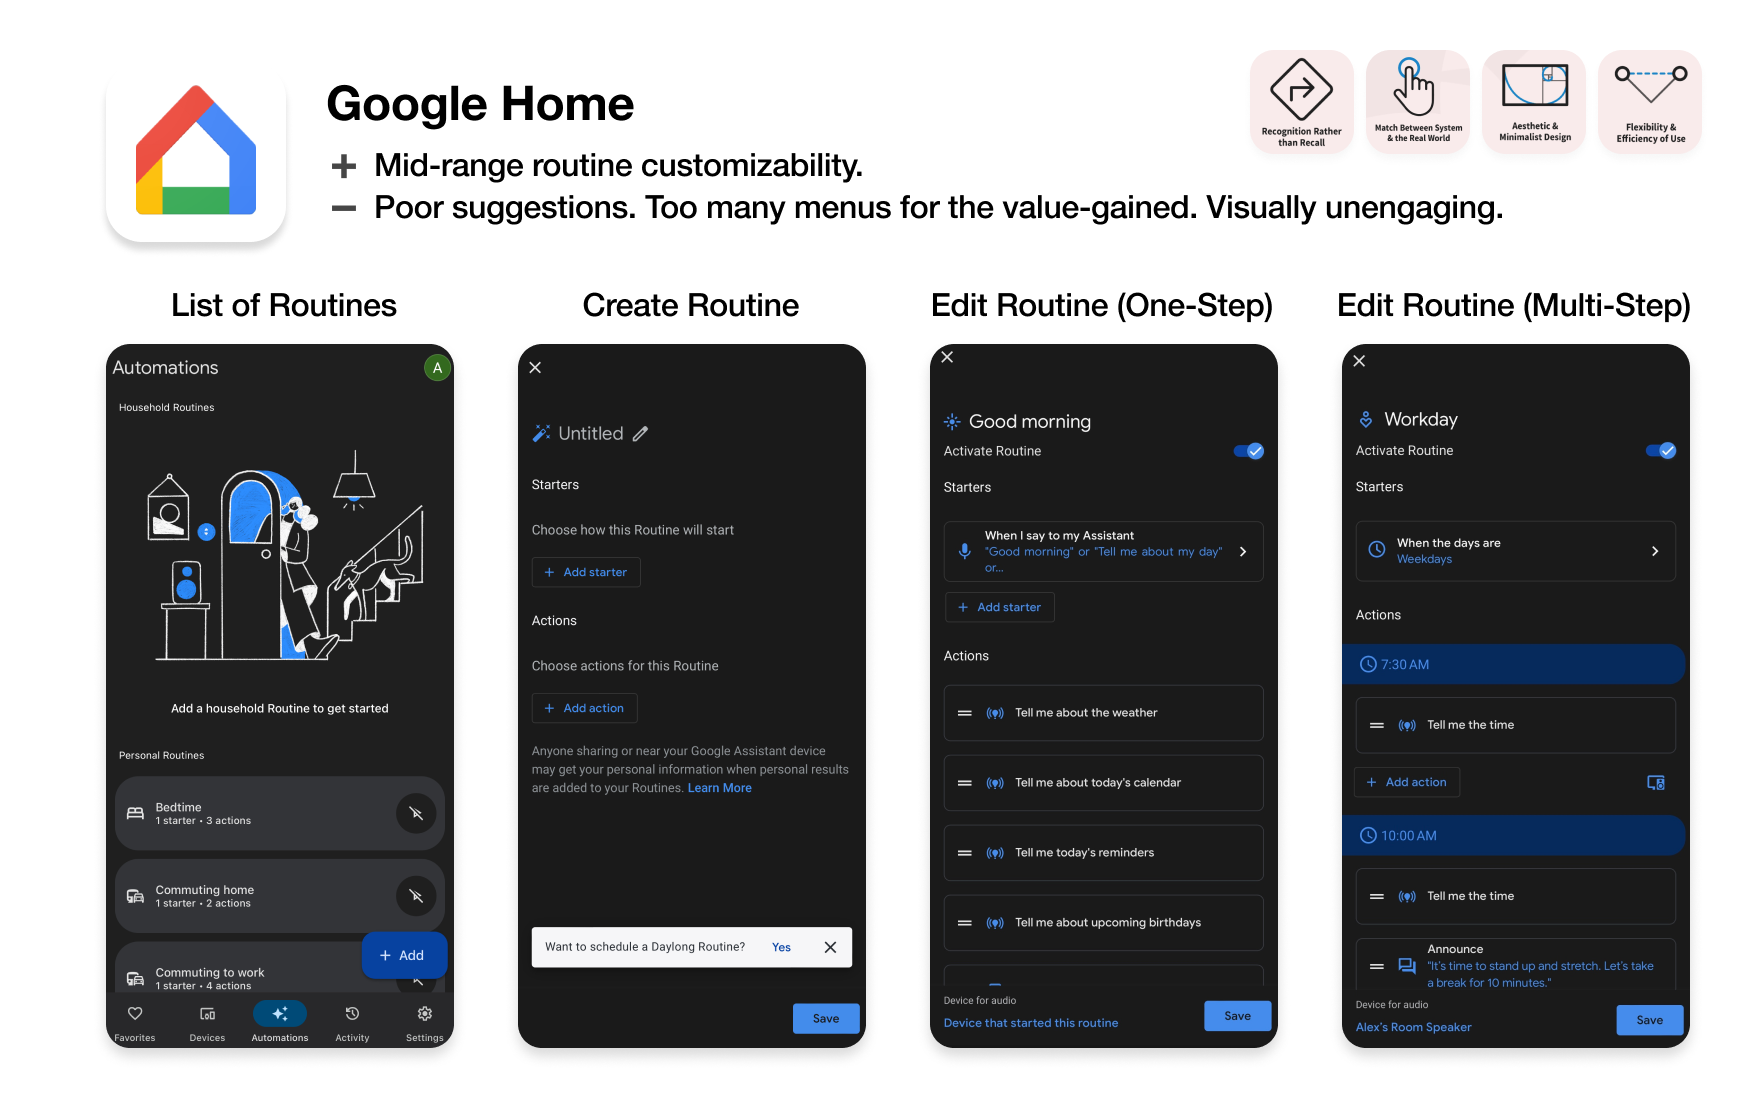 Google Home
+ Mid-range routine customizability.
− Poor suggestions. Too many menus for the value-gained. Visually unengaging.
Recognition Rather
than Recall
Match Between System
& the Real World
Aesthetic &
Minimalist Design
Flexibility &
Efficiency of Use
List of Routines
Automations
A
Household Routines
Add a household Routine to get started
Personal Routines
Bedtime
1 starter • 3 actions
Commuting home
1 starter • 2 actions
Commuting to work
1 starter • 4 actions
+ Add
Favorites
Devices
Automations
Activity
Settings
Create Routine
Untitled
Starters
Choose how this Routine will start
+ Add starter
Actions
Choose actions for this Routine
+ Add action
Anyone sharing or near your Google Assistant device
may get your personal information when personal results
are added to your Routines. Learn More
Want to schedule a Daylong Routine? Yes
Save
Edit Routine (One-Step)
Good morning
Activate Routine
Starters
When I say to my Assistant
"Good morning" or "Tell me about my day"
or...
+ Add starter
Actions
Tell me about the weather
Tell me about today's calendar
Tell me today's reminders
Tell me about upcoming birthdays
Device for audio
Device that started this routine
Save
Edit Routine (Multi-Step)
Workday
Activate Routine
Starters
When the days are
Weekdays
Actions
7:30 AM
Tell me the time
+ Add action
10:00 AM
Tell me the time
Announce
"It's time to stand up and stretch. Let's take
a break for 10 minutes."
Device for audio
Alex's Room Speaker
Save